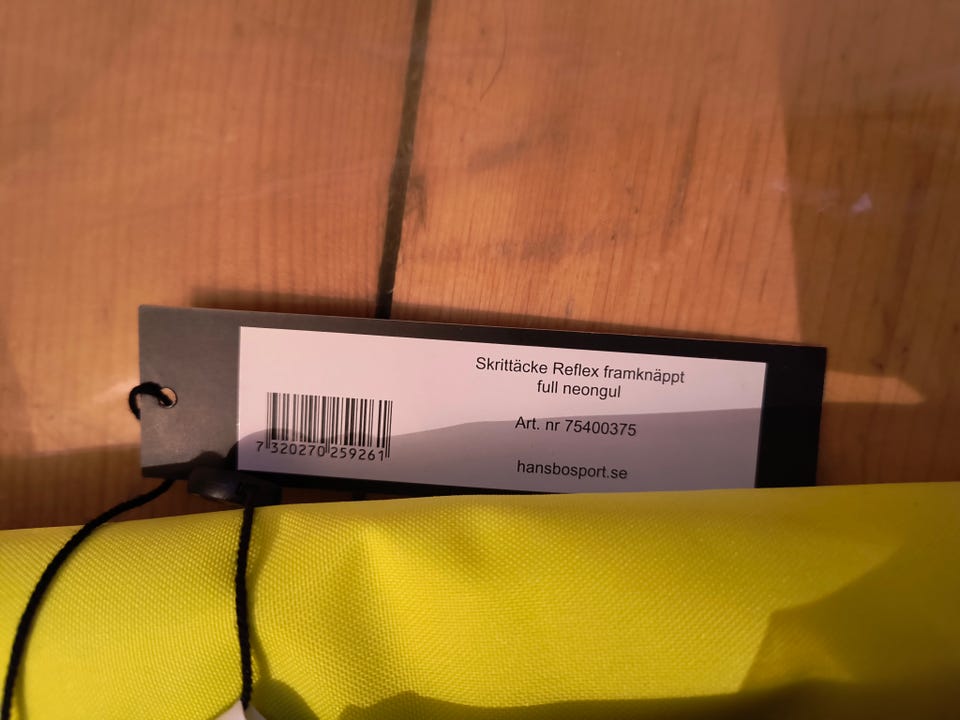 Skrittäcke Reflex framknäppt
full neongul
Art. nr 75400375
hansbosport.se
7 320270 259261